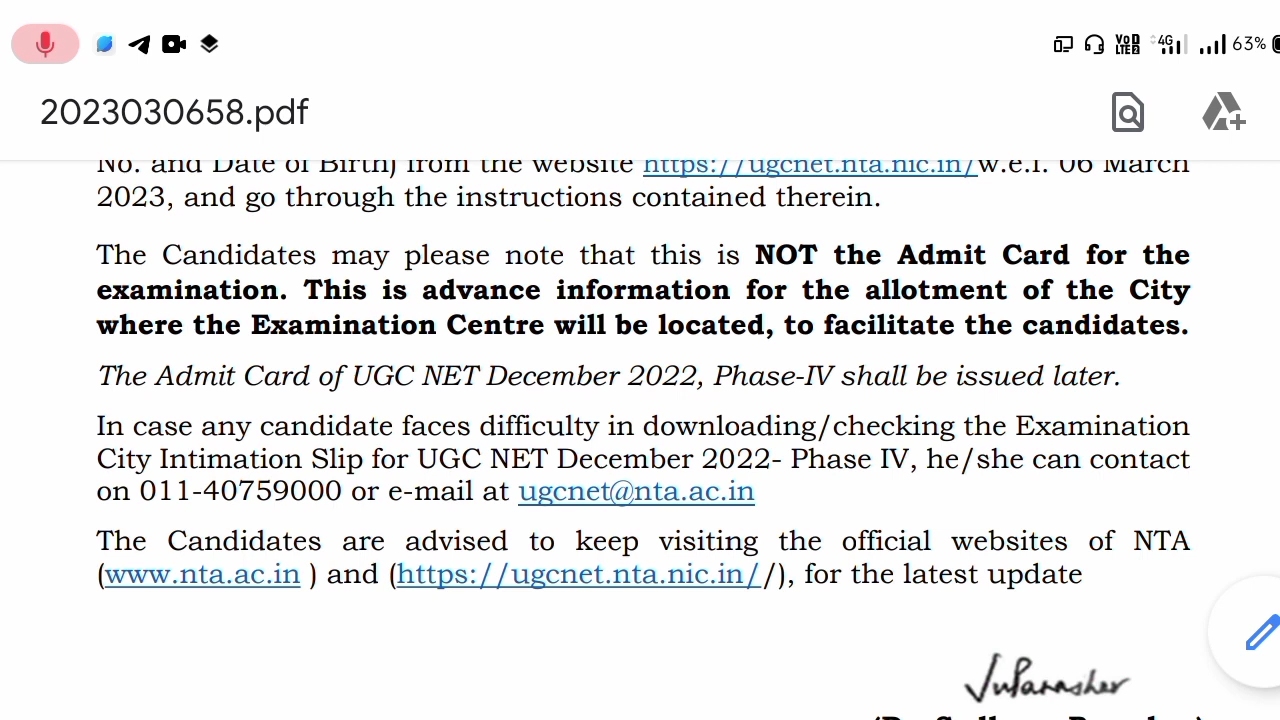 VoD 4G 63%
LTE2
2023030658.pdf
No. and Date of Birth) from the website https://ugcnet.nta.nic.in/w.e.f. 06 March
2023, and go through the instructions contained therein.
The Candidates may please note that this is NOT the Admit Card for the
examination. This is advance information for the allotment of the City
where the Examination Centre will be located, to facilitate the candidates.
The Admit Card of UGC NET December 2022, Phase-IV shall be issued later.
In case any candidate faces difficulty in downloading/checking the Examination
City Intimation Slip for UGC NET December 2022- Phase IV, he/she can contact
on 011-40759000 or e-mail at ugcnet@nta.ac.in
The Candidates are advised to keep visiting the official websites of NTA
(www.nta.ac.in ) and (https://ugcnet.nta.nic.in//), for the latest update